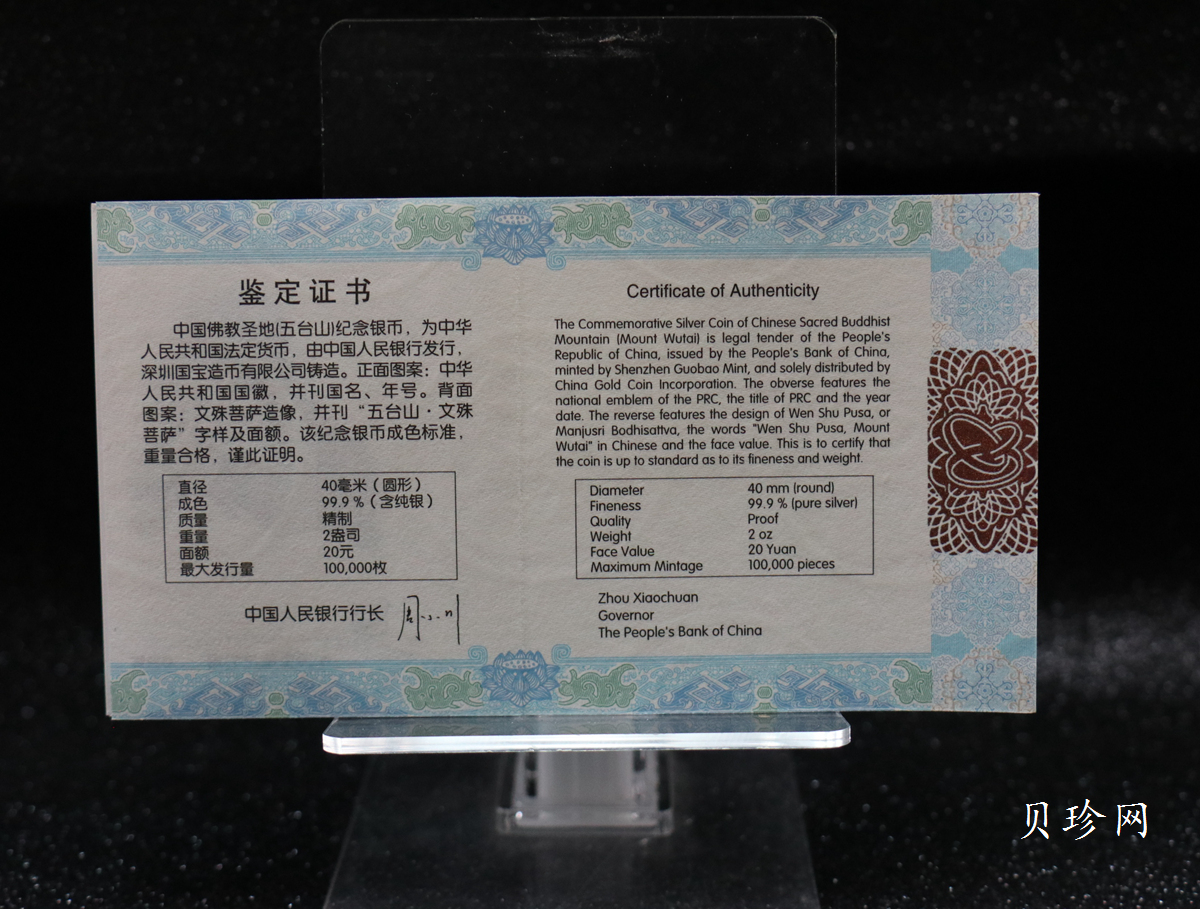 鉴定证书
中国佛教圣地(五台山)纪念银币，为中华
人民共和国法定货币，由中国人民银行发行，
深圳国宝造币有限公司铸造。正面图案：中华
人民共和国国徽，并刊国名、年号。背面
图案：文殊菩萨造像，并刊“五台山·文殊
菩萨”字样及面额。该纪念银币成色标准，
重量合格，谨此证明。
直径 40毫米（圆形）
成色 99.9％（含纯银）
质量 精制
重量 2盎司
面额 20元
最大发行量 100,000枚
中国人民银行行长 周小川
Certificate of Authenticity
The Commemorative Silver Coin of Chinese Sacred Buddhist
Mountain (Mount Wutai) is legal tender of the People's
Republic of China, issued by the People's Bank of China,
minted by Shenzhen Guobao Mint, and solely distributed by
China Gold Coin Incorporation. The obverse features the
national emblem of the PRC, the title of PRC and the year
date. The reverse features the design of Wen Shu Pusa, or
Manjusri Bodhisattva, the words "Wen Shu Pusa, Mount
Wutai" in Chinese and the face value. This is to certify that
the coin is up to standard as to its fineness and weight.
Diameter 40 mm (round)
Fineness 99.9 % (pure silver)
Quality Proof
Weight 2 oz
Face Value 20 Yuan
Maximum Mintage 100,000 pieces
Zhou Xiaochuan
Governor
The People's Bank of China
贝珍网